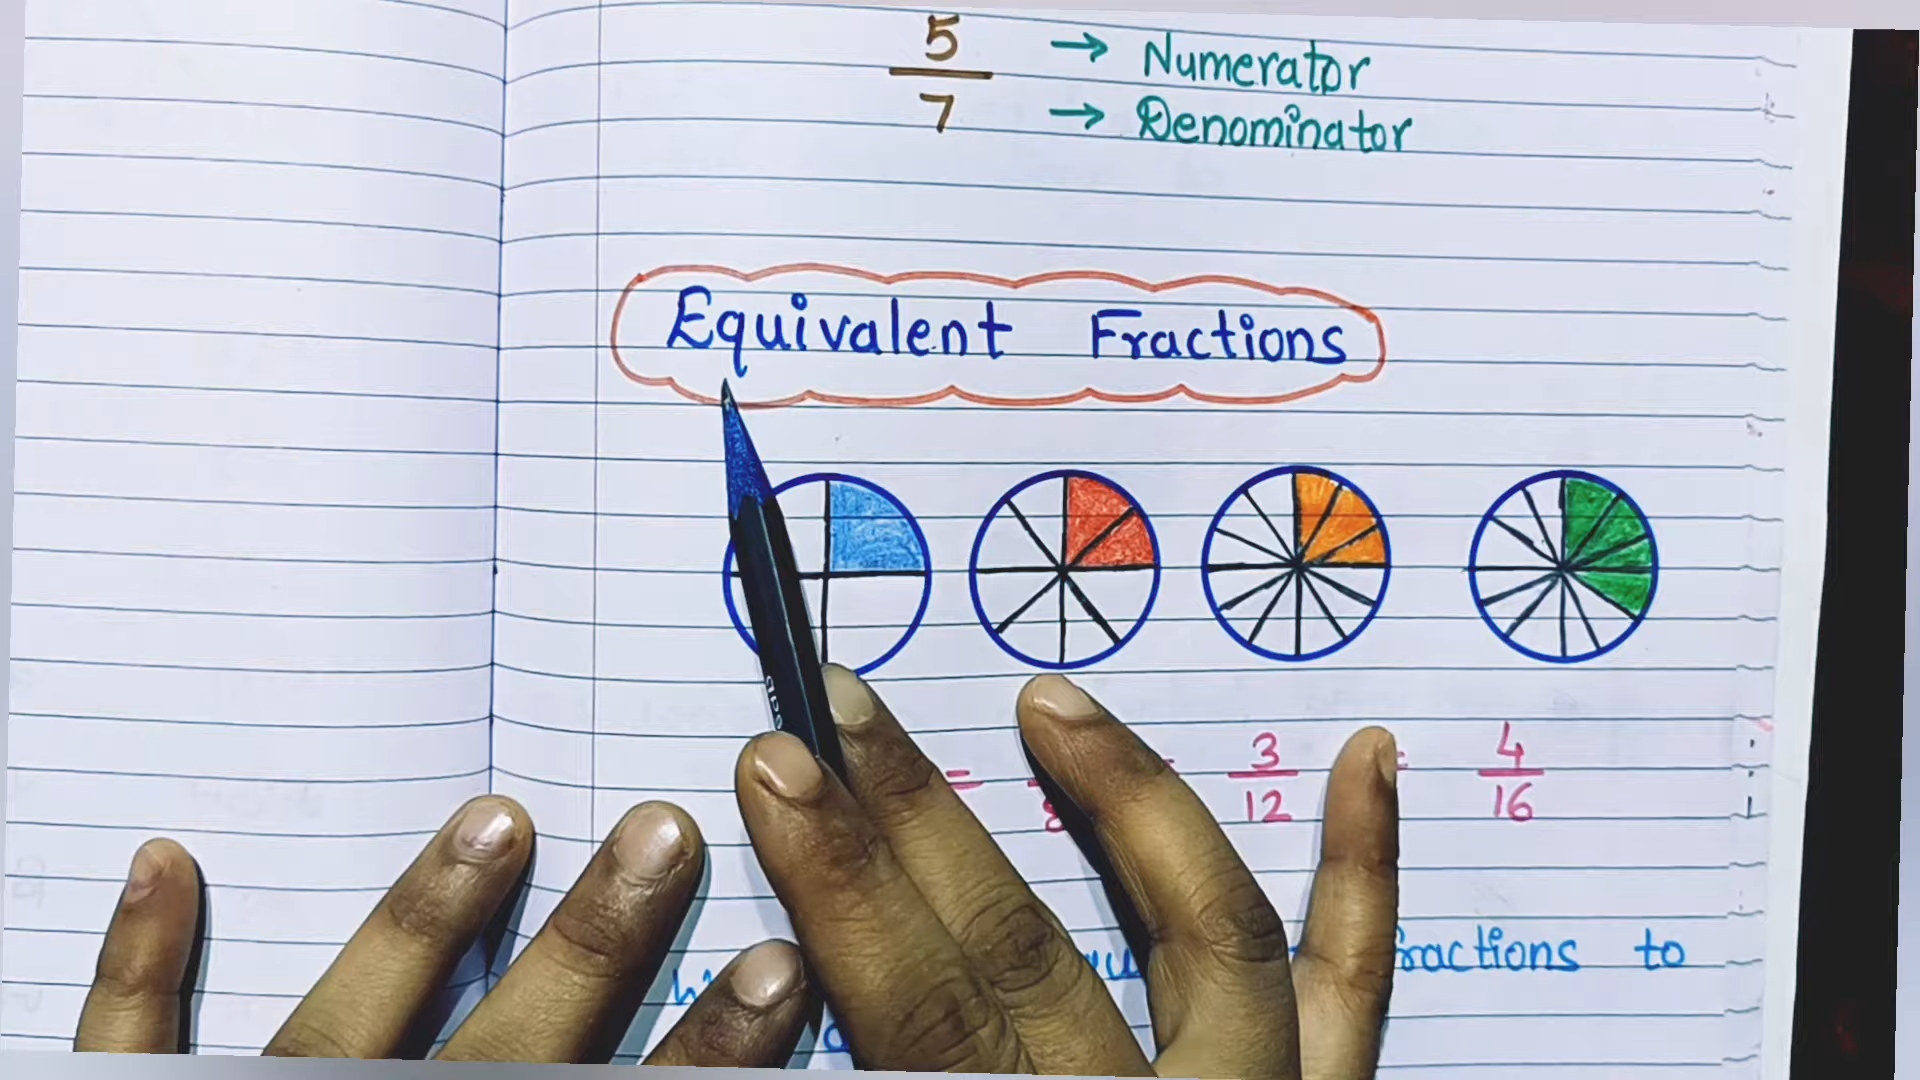 5 → Numerator
7 → Denominator
Equivalent Fractions
= 3/12 = 4/16
fractions to